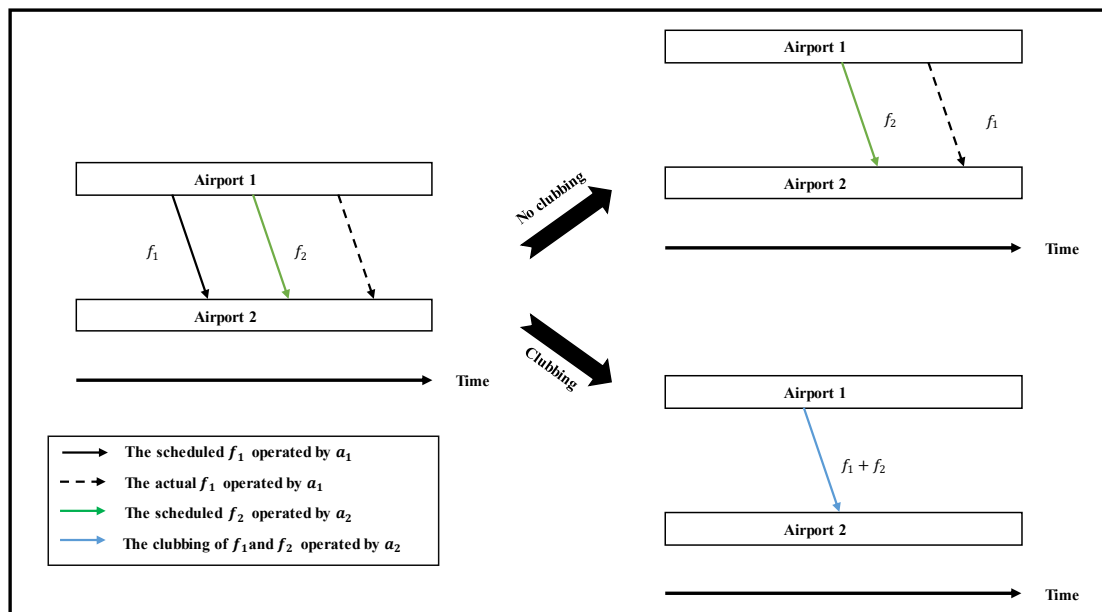 Airport 1
f₁
f₂
Airport 2
Time
No clubbing
Clubbing
Airport 1
f₂
f₁
Airport 2
Time
Airport 1
f₁ + f₂
Airport 2
Time
The scheduled f₁ operated by a₁
The actual f₁ operated by a₁
The scheduled f₂ operated by a₂
The clubbing of f₁and f₂ operated by a₂